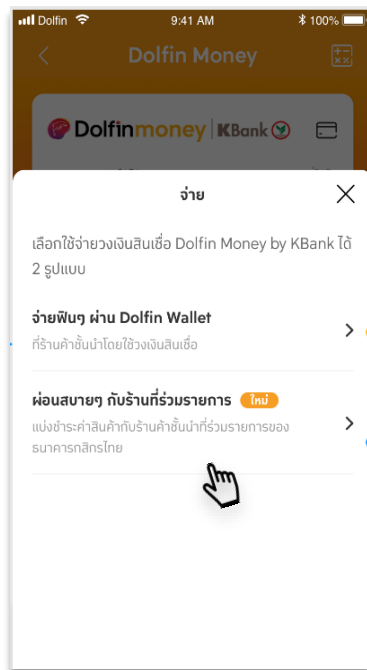 Dolfin 9:41 AM 100%
Dolfin Money
Dolfinmoney | KBank
จ่าย
เลือกใช้จ่ายวงเงินสินเชื่อ Dolfin Money by KBank ได้
2 รูปแบบ
จ่ายฟินๆ ผ่าน Dolfin Wallet
ที่ร้านค้าชั้นนำโดยใช้วงเงินสินเชื่อ
ผ่อนสบายๆ กับร้านที่ร่วมรายการ ใหม่
แบ่งชำระค่าสินค้ากับร้านค้าชั้นนำที่ร่วมรายการของ
ธนาคารกสิกรไทย